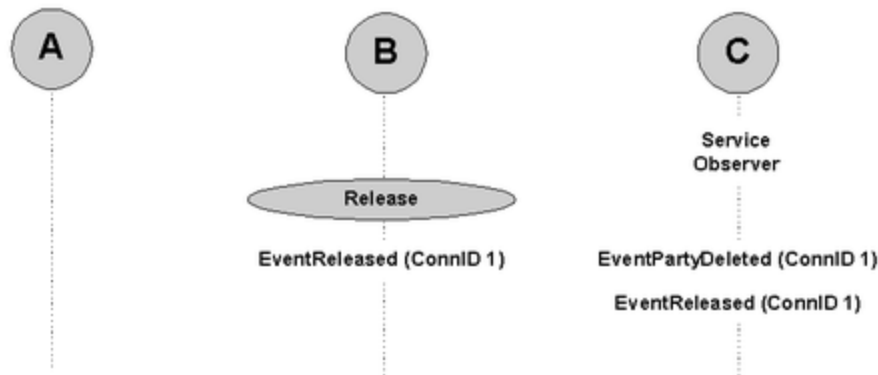 A
B
C
Service
Observer
Release
EventReleased (ConnID 1)
EventPartyDeleted (ConnID 1)
EventReleased (ConnID 1)